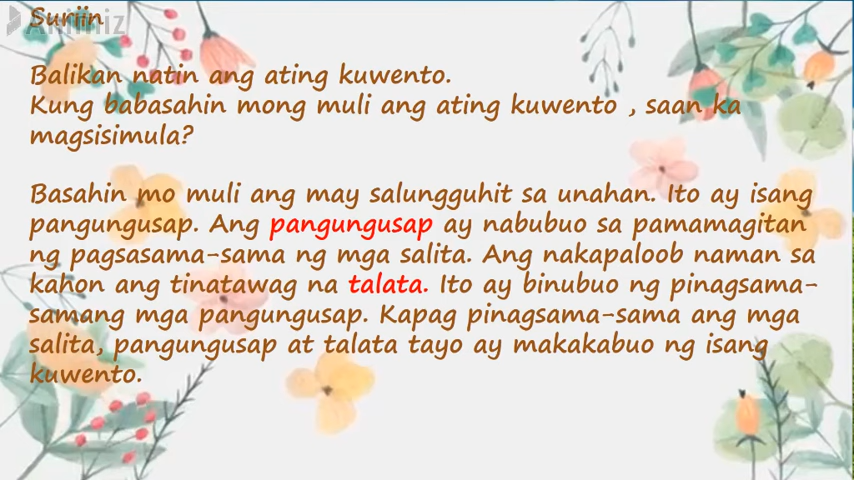 Suriin
Balikan natin ang ating kuwento.
Kung babasahin mong muli ang ating kuwento , saan ka
magsisimula?
Basahin mo muli ang may salungguhit sa unahan. Ito ay isang
pangungusap. Ang pangungusap ay nabubuo sa pamamagitan
ng pagsasama-sama ng mga salita. Ang nakapaloob naman sa
kahon ang tinatawag na talata. Ito ay binubuo ng pinagsama-
samang mga pangungusap. Kapag pinagsama-sama ang mga
salita, pangungusap at talata tayo ay makakabuo ng isang
kuwento.